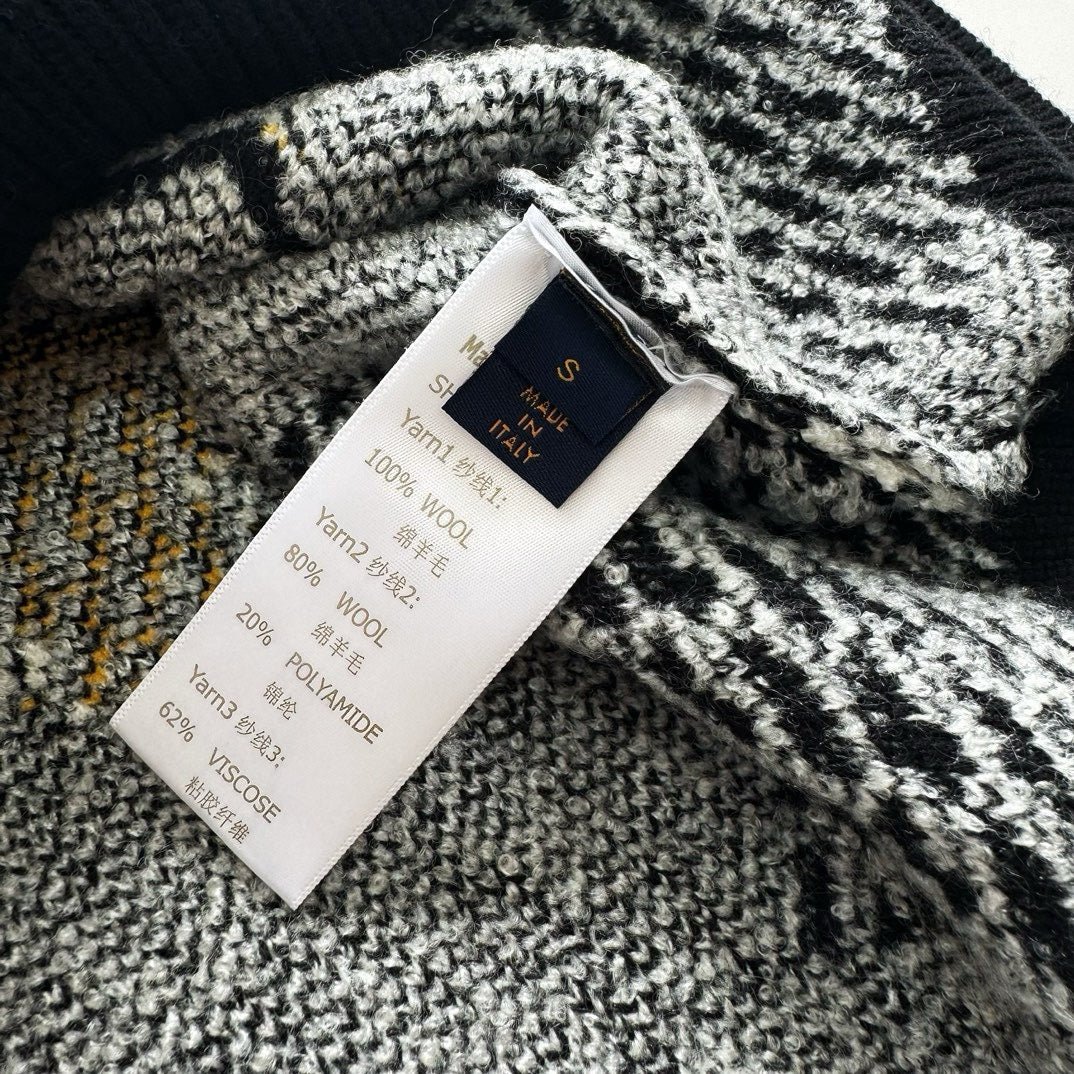 S
MADE
IN
ITALY
Yarn1 纱线1:
100% WOOL
绵羊毛
Yarn2 纱线2:
80% WOOL
绵羊毛
20% POLYAMIDE
锦纶
Yarn3 纱线3:
62% VISCOSE
粘胶纤维